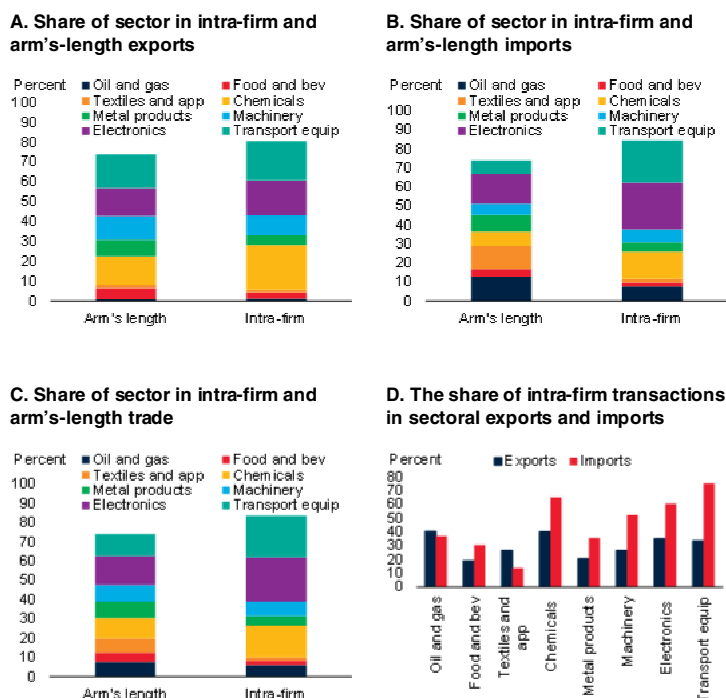 A. Share of sector in intra-firm and
arm's-length exports
Percent
Oil and gas
Food and bev
Textiles and app
Chemicals
Metal products
Machinery
Electronics
Transport equip
100
90
80
70
60
50
40
30
20
10
0
Arm's length
Intra-firm
B. Share of sector in intra-firm and
arm's-length imports
Percent
Oil and gas
Food and bev
Textiles and app
Chemicals
Metal products
Machinery
Electronics
Transport equip
100
90
80
70
60
50
40
30
20
10
0
Arm's length
Intra-firm
C. Share of sector in intra-firm and
arm's-length trade
Percent
Oil and gas
Food and bev
Textiles and app
Chemicals
Metal products
Machinery
Electronics
Transport equip
100
90
80
70
60
50
40
30
20
10
0
Arm's length
Intra-firm
D. The share of intra-firm transactions
in sectoral exports and imports
Percent
Exports
Imports
80
70
60
50
40
30
20
10
0
Oil and gas
Food and bev
Textiles and
app
Chemicals
Metal products
Machinery
Electronics
Transport equip